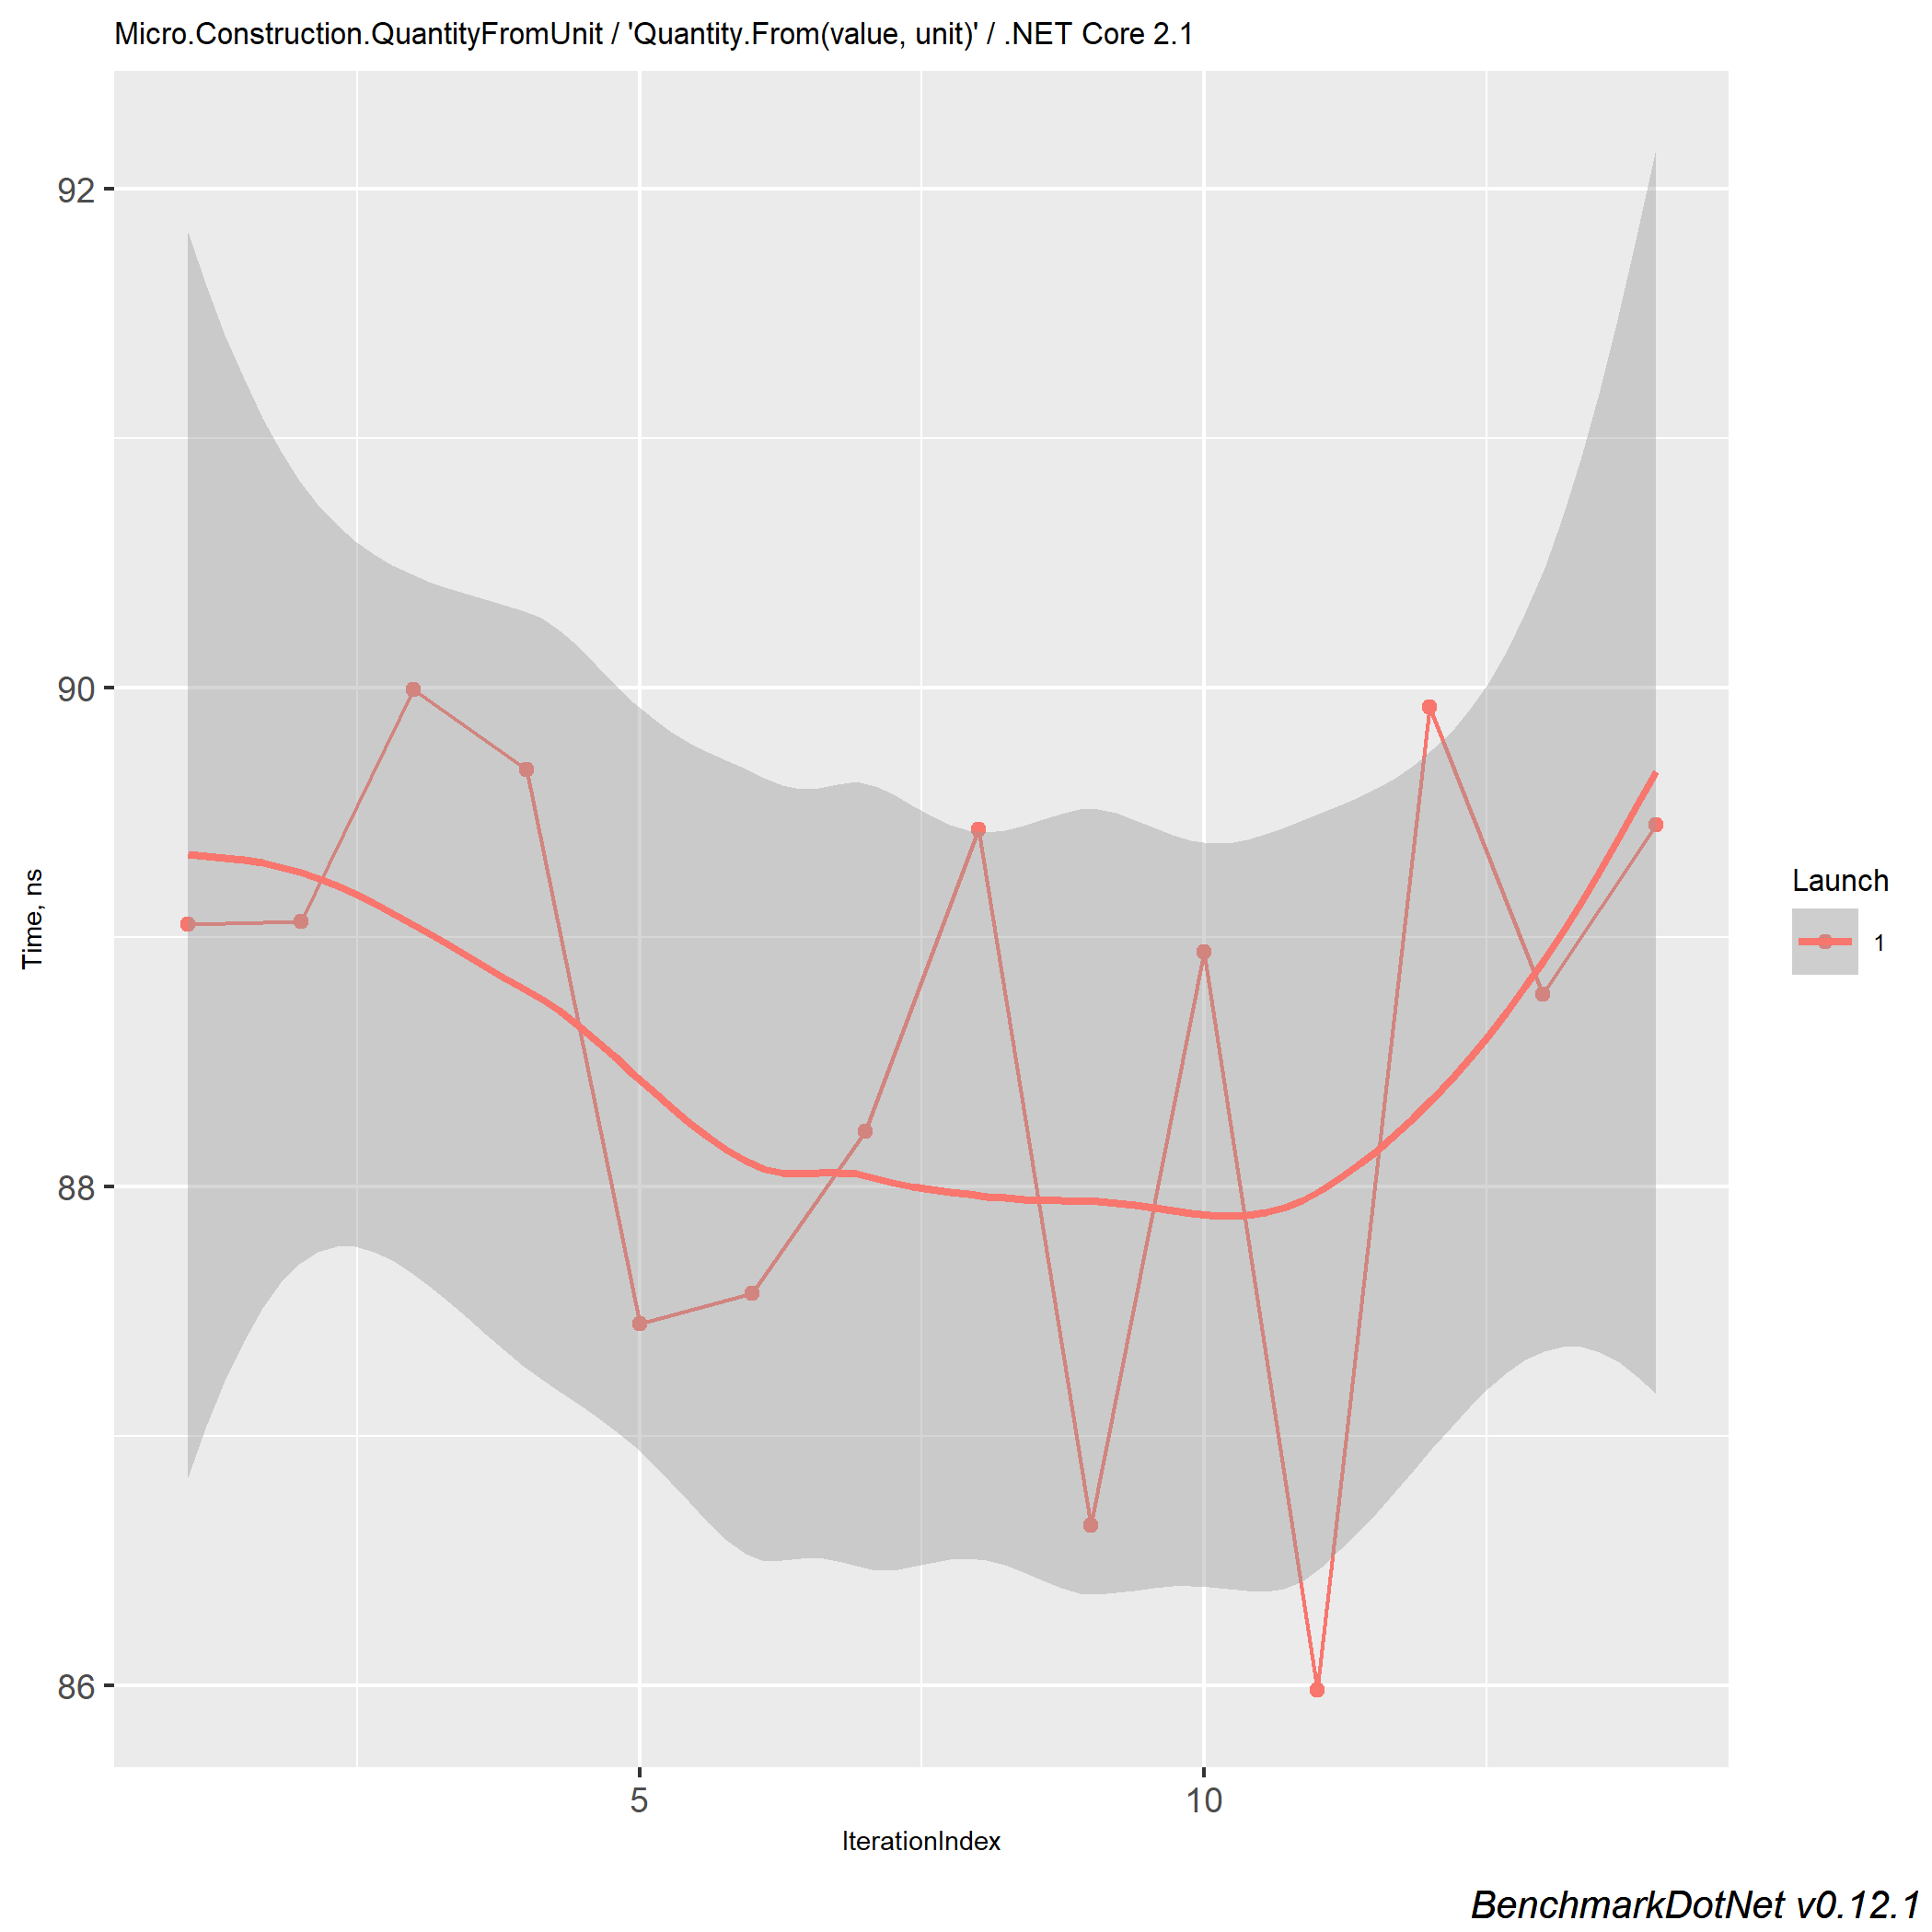 Micro.Construction.QuantityFromUnit / 'Quantity.From(value, unit)' / .NET Core 2.1
92
90
88
86
Time, ns
5
10
IterationIndex
Launch
1
BenchmarkDotNet v0.12.1